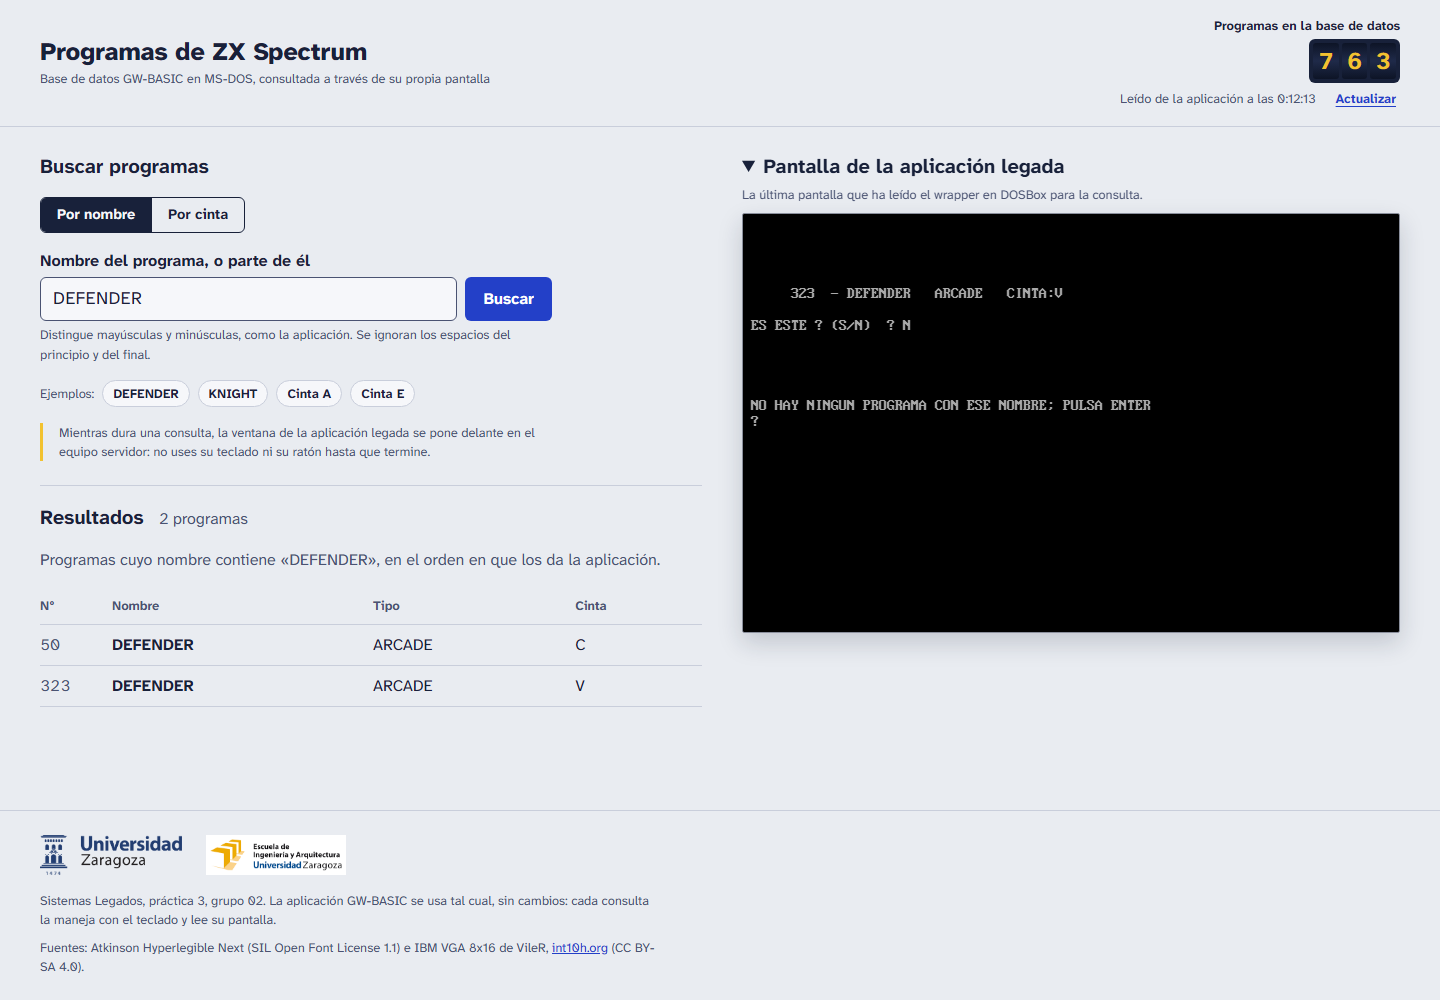 Programas de ZX Spectrum
Base de datos GW-BASIC en MS-DOS, consultada a través de su propia pantalla
Programas en la base de datos
7 6 3
Leído de la aplicación a las 0:12:13 Actualizar
Buscar programas
Por nombre Por cinta
Nombre del programa, o parte de él
DEFENDER Buscar
Distingue mayúsculas y minúsculas, como la aplicación. Se ignoran los espacios del
principio y del final.
Ejemplos: DEFENDER KNIGHT Cinta A Cinta E
Mientras dura una consulta, la ventana de la aplicación legada se pone delante en el
equipo servidor: no uses su teclado ni su ratón hasta que termine.
Resultados 2 programas
Programas cuyo nombre contiene «DEFENDER», en el orden en que los da la aplicación.
Nº Nombre Tipo Cinta
50 DEFENDER ARCADE C
323 DEFENDER ARCADE V
▼ Pantalla de la aplicación legada
La última pantalla que ha leído el wrapper en DOSBox para la consulta.
323 - DEFENDER ARCADE CINTA:V
ES ESTE ? (S/N) ? N
NO HAY NINGUN PROGRAMA CON ESE NOMBRE; PULSA ENTER
?
Universidad
Zaragoza
1474
Escuela de
Ingeniería y Arquitectura
Universidad Zaragoza
Sistemas Legados, práctica 3, grupo 02. La aplicación GW-BASIC se usa tal cual, sin cambios: cada consulta
la maneja con el teclado y lee su pantalla.
Fuentes: Atkinson Hyperlegible Next (SIL Open Font License 1.1) e IBM VGA 8x16 de VileR, int10h.org (CC BY-
SA 4.0).